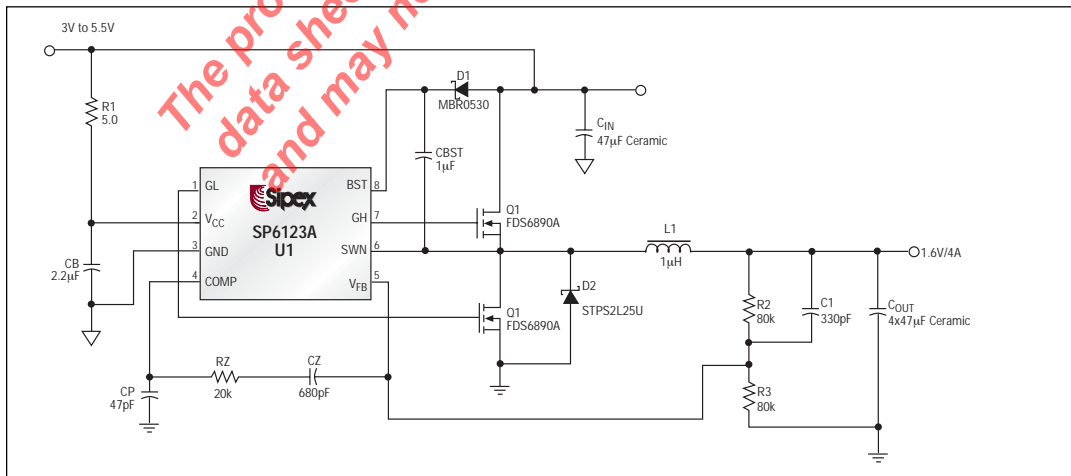 The pro
data shee
and may no
3V to 5.5V
R1
5.0
D1
MBR0530
CIN
47µF Ceramic
CBST
1µF
1
GL
BST
8
Sipex
2
VCC
SP6123A
U1
GH
7
3
GND
SWN
6
4
COMP
VFB
5
Q1
FDS6890A
L1
1µH
1.6V/4A
CB
2.2µF
D2
STPS2L25U
Q1
FDS6890A
R2
80k
C1
330pF
COUT
4x47µF Ceramic
RZ
20k
CZ
680pF
CP
47pF
R3
80k